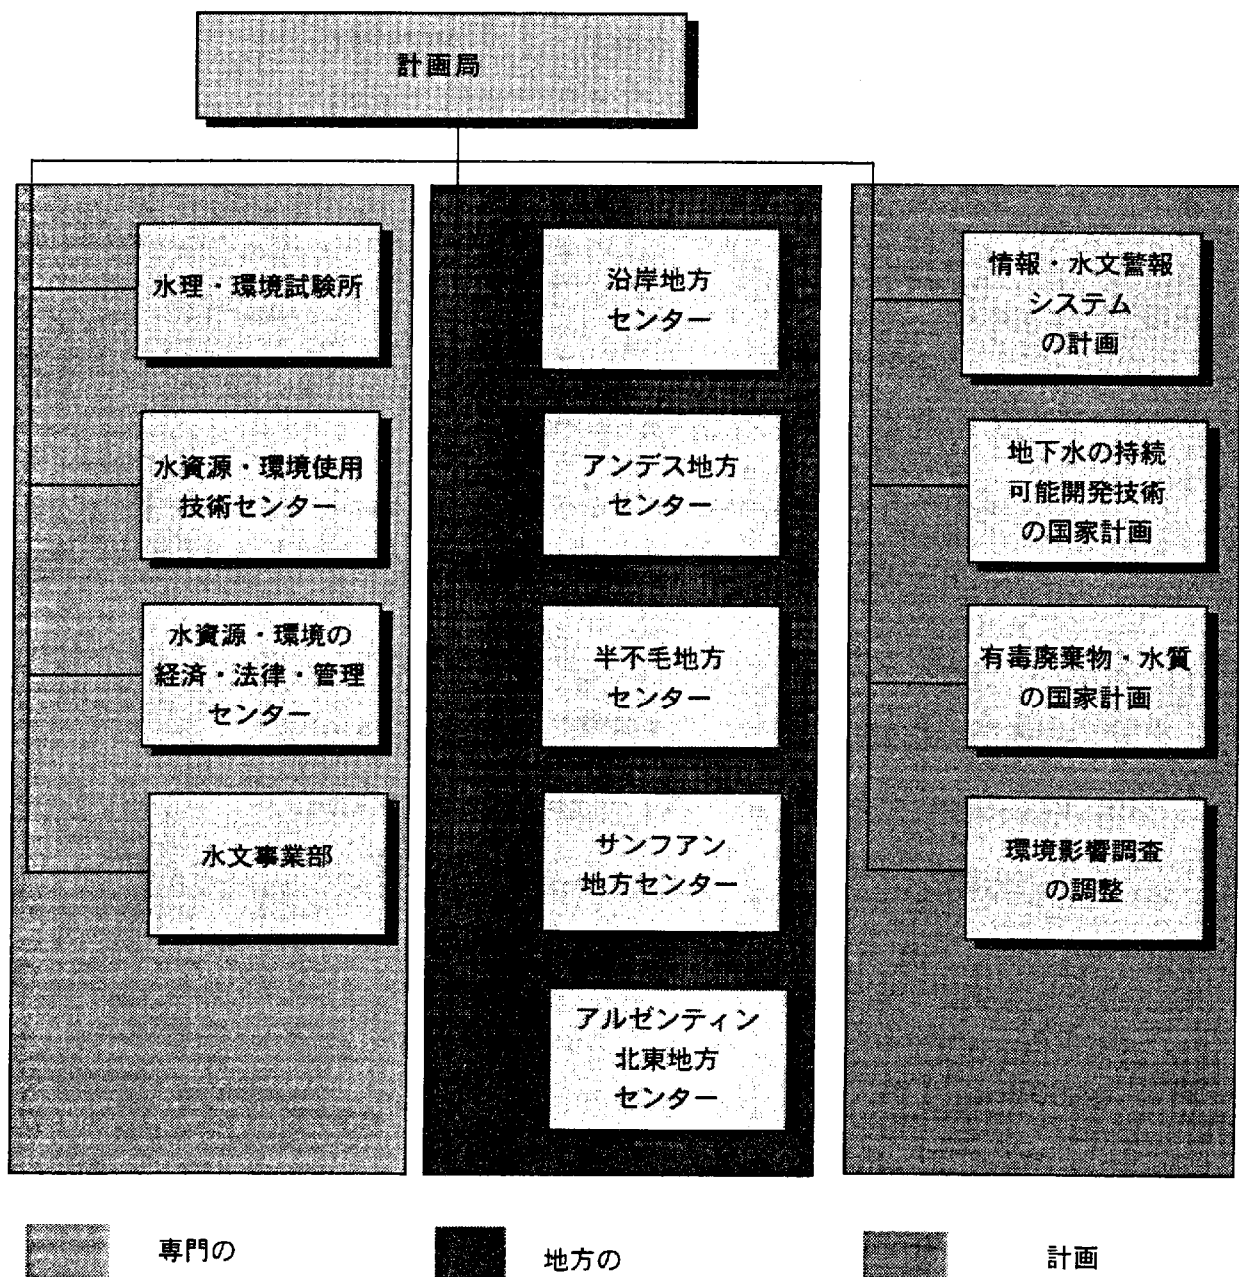 計画局
水理・環境試験所
水資源・環境使用
技術センター
水資源・環境の
経済・法律・管理
センター
水文事業部
沿岸地方
センター
アンデス地方
センター
半不毛地方
センター
サンフアン
地方センター
アルゼンティン
北東地方
センター
情報・水文警報
システム
の計画
地下水の持続
可能開発技術
の国家計画
有毒廃棄物・水質
の国家計画
環境影響調査
の調整
専門の
地方の
計画